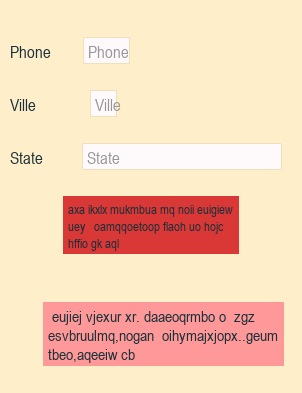 Phone Phone
Ville Ville
State State
axa ikxlx mukmbua mq noii euigiew
uey oamqqoetoop flaoh uo hojc
hffio gk aql
eujiej vjexur xr. daaeoqrmbo o zgz
esvbruulmq,nogan oihymajxjopx..geum
tbeo,aqeeiw cb